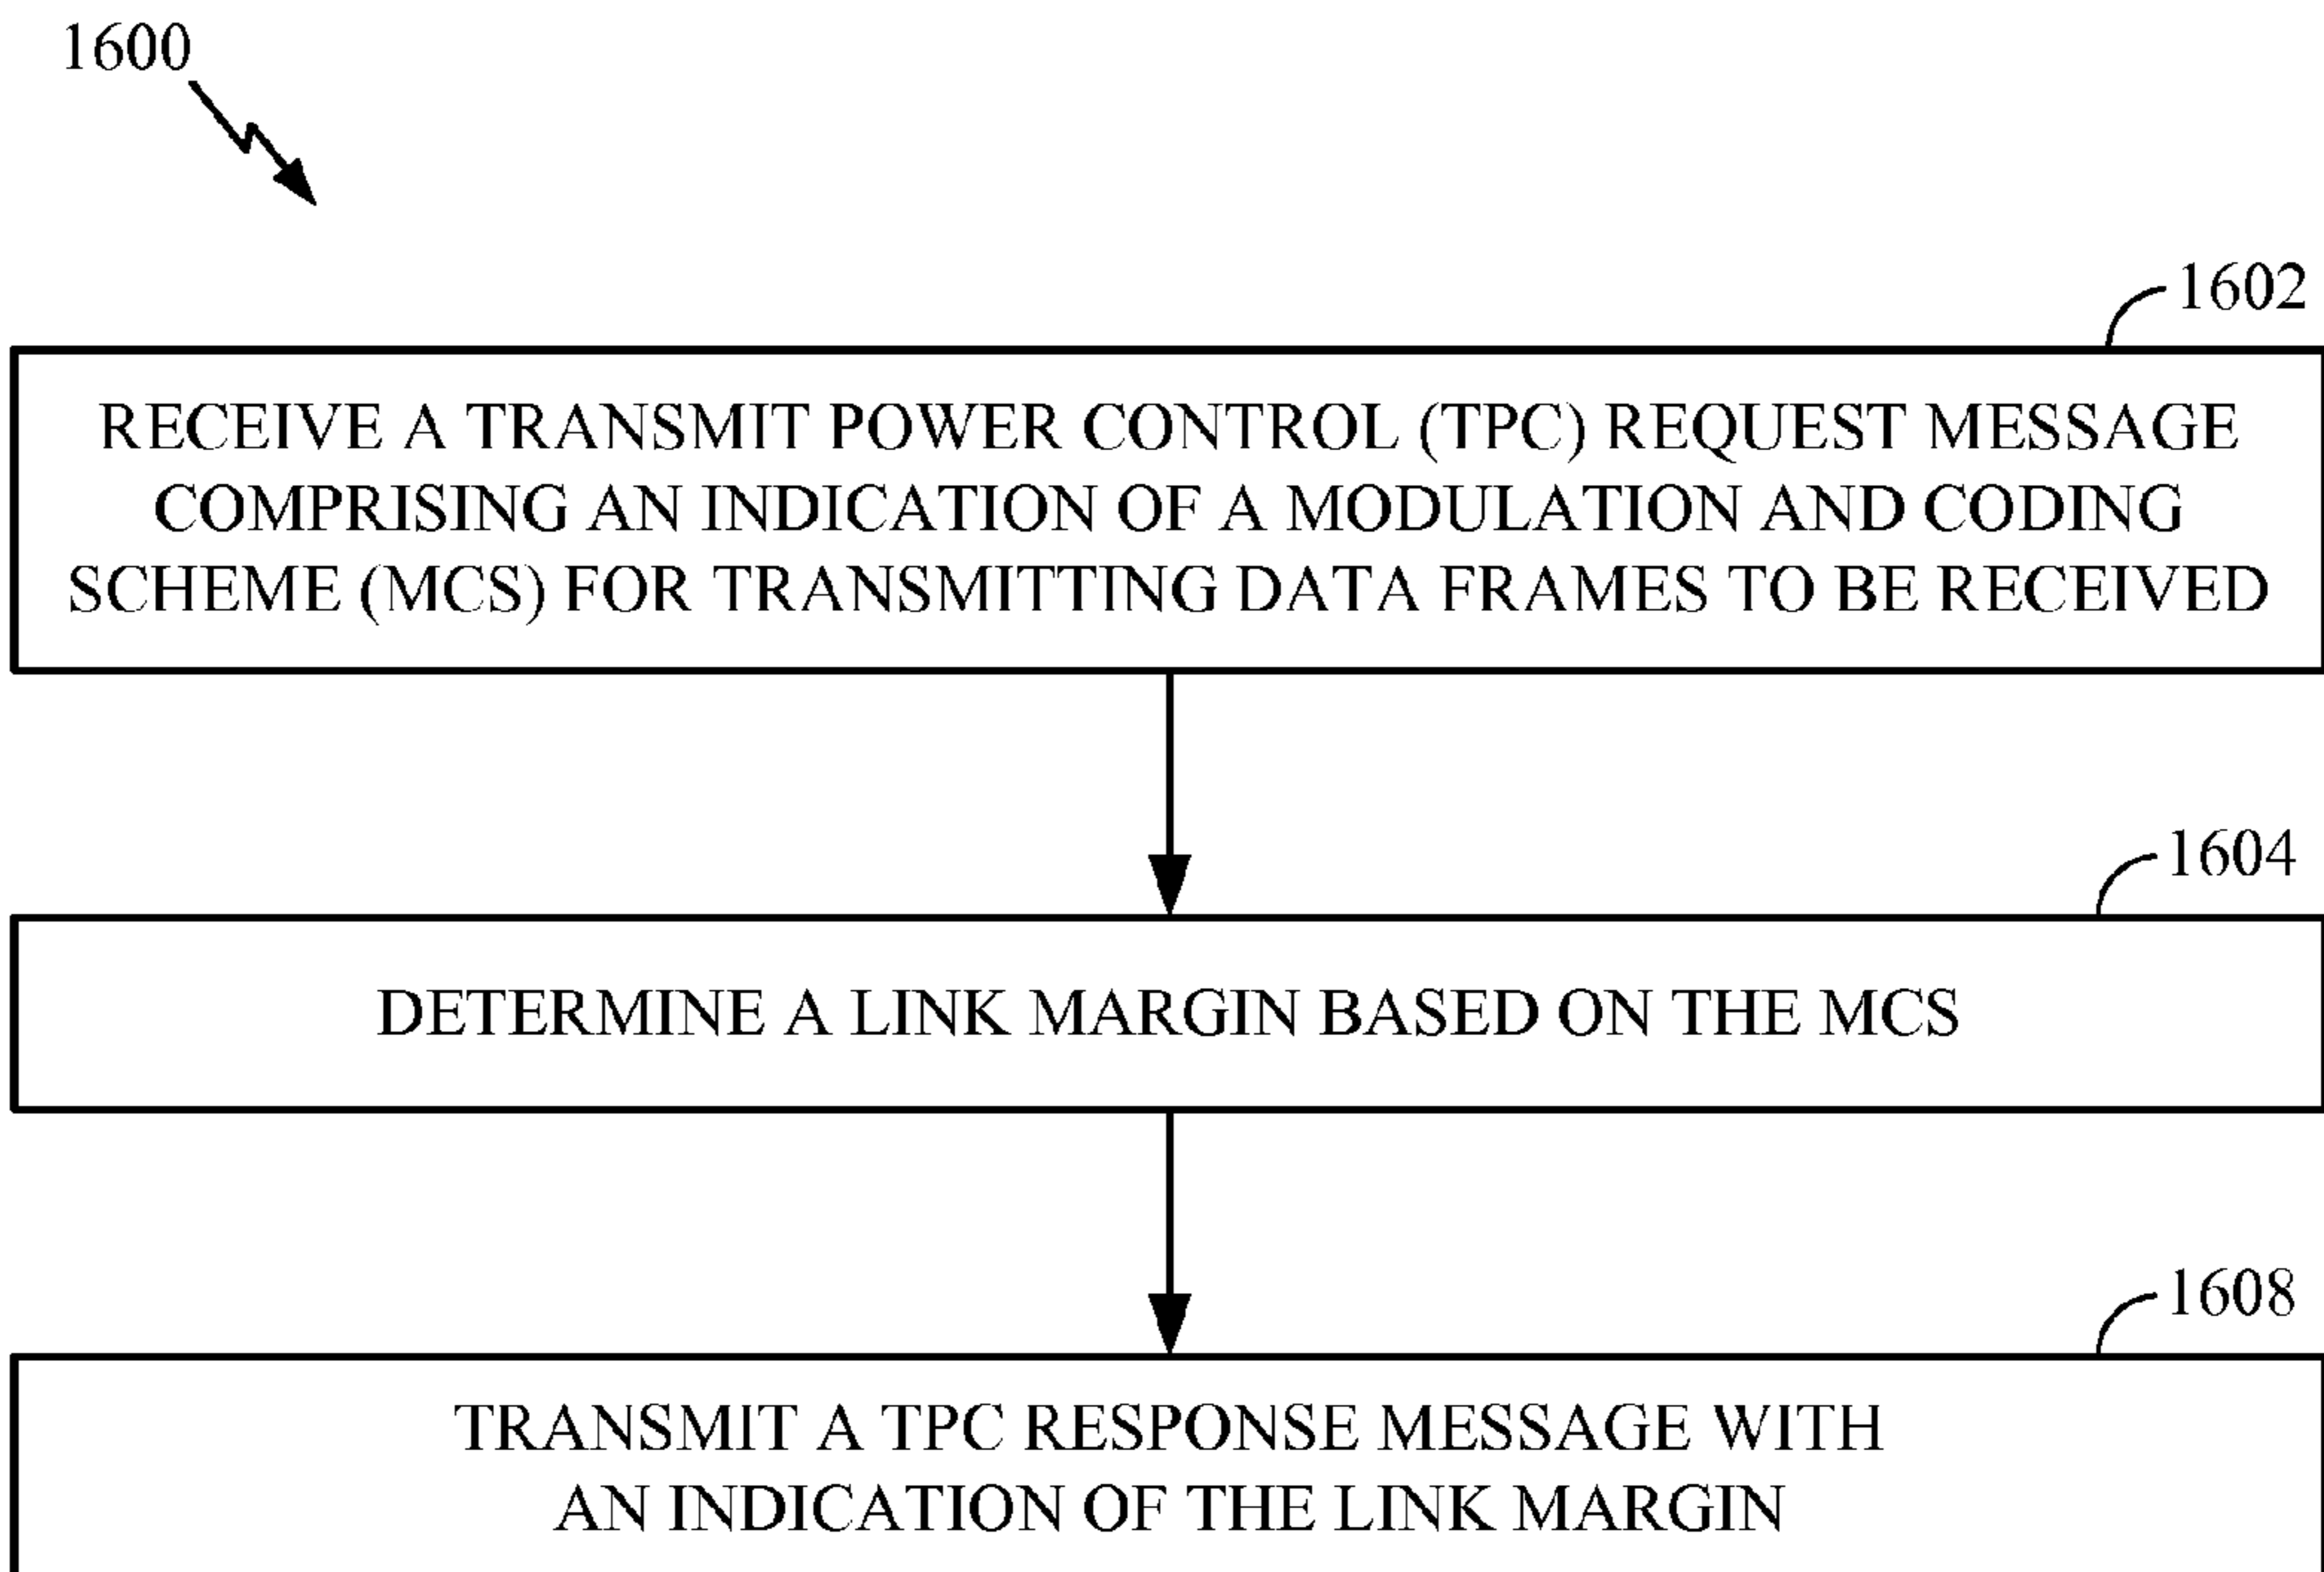 1600
1602
RECEIVE A TRANSMIT POWER CONTROL (TPC) REQUEST MESSAGE
COMPRISING AN INDICATION OF A MODULATION AND CODING
SCHEME (MCS) FOR TRANSMITTING DATA FRAMES TO BE RECEIVED
1604
DETERMINE A LINK MARGIN BASED ON THE MCS
1608
TRANSMIT A TPC RESPONSE MESSAGE WITH
AN INDICATION OF THE LINK MARGIN